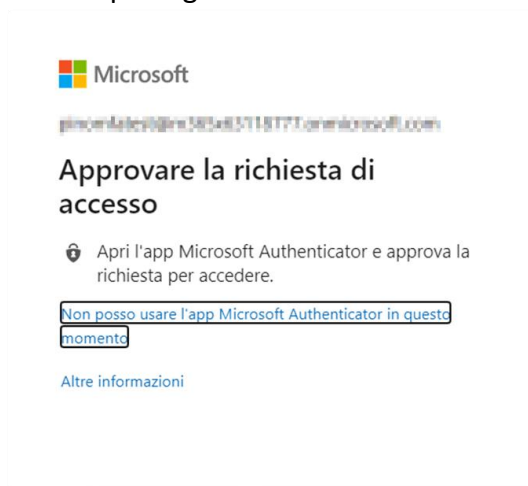 Microsoft
Approvare la richiesta di
accesso
Apri l'app Microsoft Authenticator e approva la
richiesta per accedere.
Non posso usare l'app Microsoft Authenticator in questo
momento
Altre informazioni